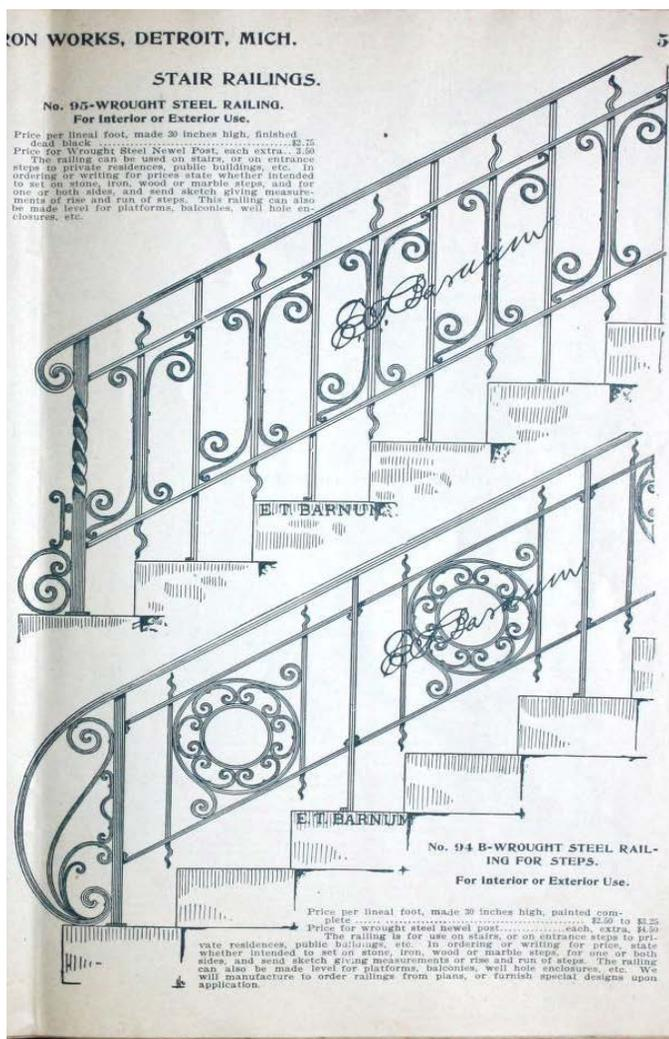 RON WORKS, DETROIT, MICH.
5
STAIR RAILINGS.
No. 95-WROUGHT STEEL RAILING.
For Interior or Exterior Use.
Price per lineal foot, made 30 inches high, finished
dead black ........................................$2.75
Price for Wrought Steel Newel Post, each extra.. 3.50
The railing can be used on stairs, or on entrance
steps to private residences, public buildings, etc. In
ordering or writing for prices state whether intended
to set on stone, iron, wood or marble steps, and for
one or both sides, and send sketch giving measure-
ments of rise and run of steps. This railing can also
be made level for platforms, balconies, well hole en-
closures, etc.
E. T. Barnum
E. T. BARNUM
E. T. Barnum
E. T. BARNUM
No. 94 B-WROUGHT STEEL RAIL-
ING FOR STEPS.
For Interior or Exterior Use.
Price per lineal foot, made 30 inches high, painted com-
plete ..... ........................................ $2.50 to $3.25
Price for wrought steel newel post.............each, extra, $4.50
The railing is for use on stairs, or on entrance steps to pri-
vate residences, public buildings, etc. In ordering or writing for price, state
whether intended to set on stone, iron, wood or marble steps, for one or both
sides, and send sketch giving measurements or rise and run of steps. The railing
can also be made level for platforms, balconies, well hole enclosures, etc. We
will manufacture to order railings from plans, or furnish special designs upon
application.